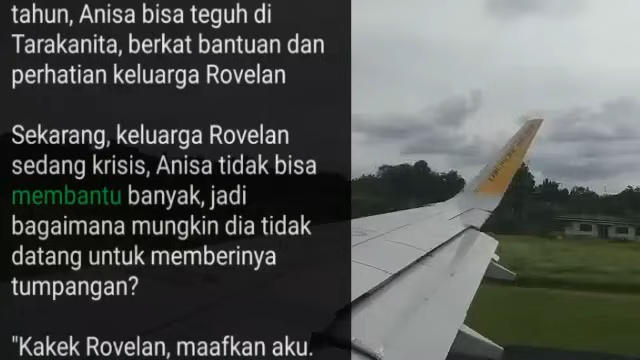 tahun, Anisa bisa teguh di
Tarakanita, berkat bantuan dan
perhatian keluarga Rovelan
Sekarang, keluarga Rovelan
sedang krisis, Anisa tidak bisa
membantu banyak, jadi
bagaimana mungkin dia tidak
datang untuk memberinya
tumpangan?
"Kakek Rovelan, maafkan aku.